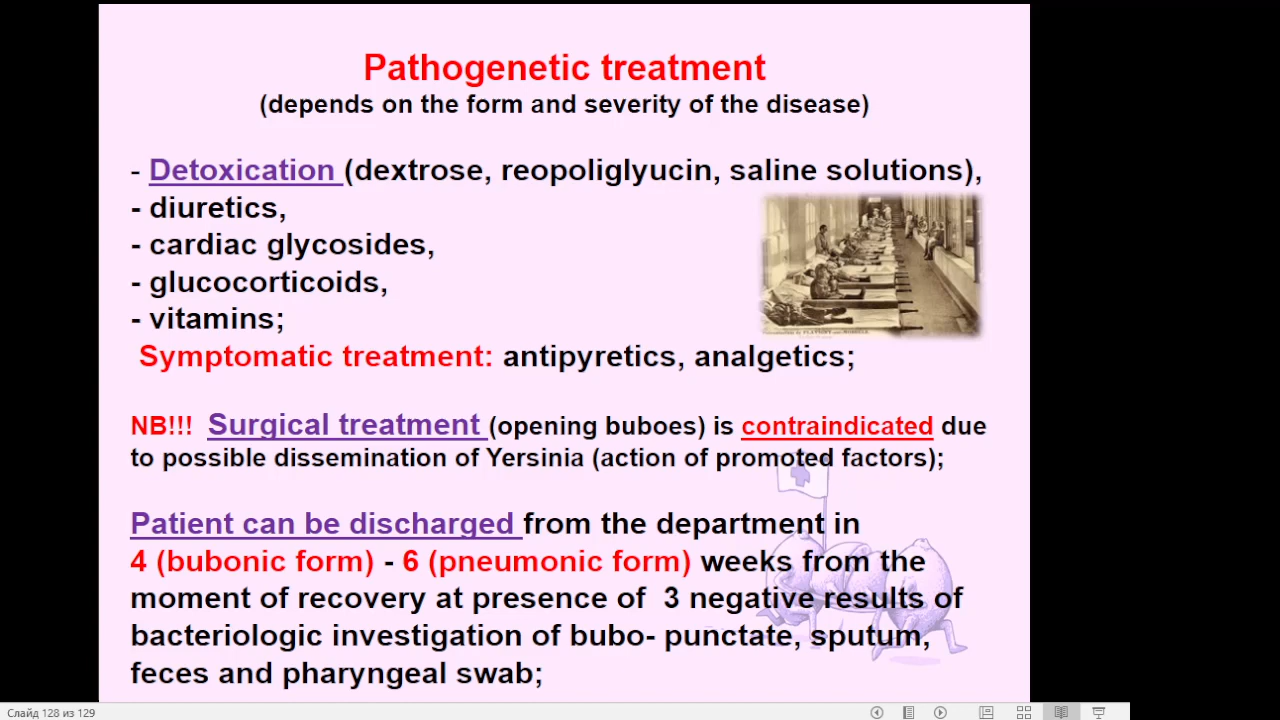 Pathogenetic treatment
(depends on the form and severity of the disease)
- Detoxication (dextrose, reopoliglyucin, saline solutions),
- diuretics,
- cardiac glycosides,
- glucocorticoids,
- vitamins;
Symptomatic treatment: antipyretics, analgetics;
NB!!! Surgical treatment (opening buboes) is contraindicated due
to possible dissemination of Yersinia (action of promoted factors);
Patient can be discharged from the department in
4 (bubonic form) - 6 (pneumonic form) weeks from the
moment of recovery at presence of 3 negative results of
bacteriologic investigation of bubo- punctate, sputum,
feces and pharyngeal swab;
Слайд 128 из 129